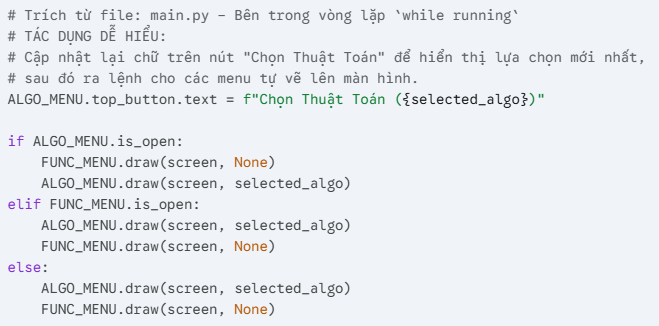 # Trích từ file: main.py – Bên trong vòng lặp `while running`
# TÁC DỤNG DỄ HIỂU:
# Cập nhật lại chữ trên nút "Chọn Thuật Toán" để hiển thị lựa chọn mới nhất,
# sau đó ra lệnh cho các menu tự vẽ lên màn hình.
ALGO_MENU.top_button.text = f"Chọn Thuật Toán ({selected_algo})"

if ALGO_MENU.is_open:
    FUNC_MENU.draw(screen, None)
    ALGO_MENU.draw(screen, selected_algo)
elif FUNC_MENU.is_open:
    ALGO_MENU.draw(screen, selected_algo)
    FUNC_MENU.draw(screen, None)
else:
    ALGO_MENU.draw(screen, selected_algo)
    FUNC_MENU.draw(screen, None)